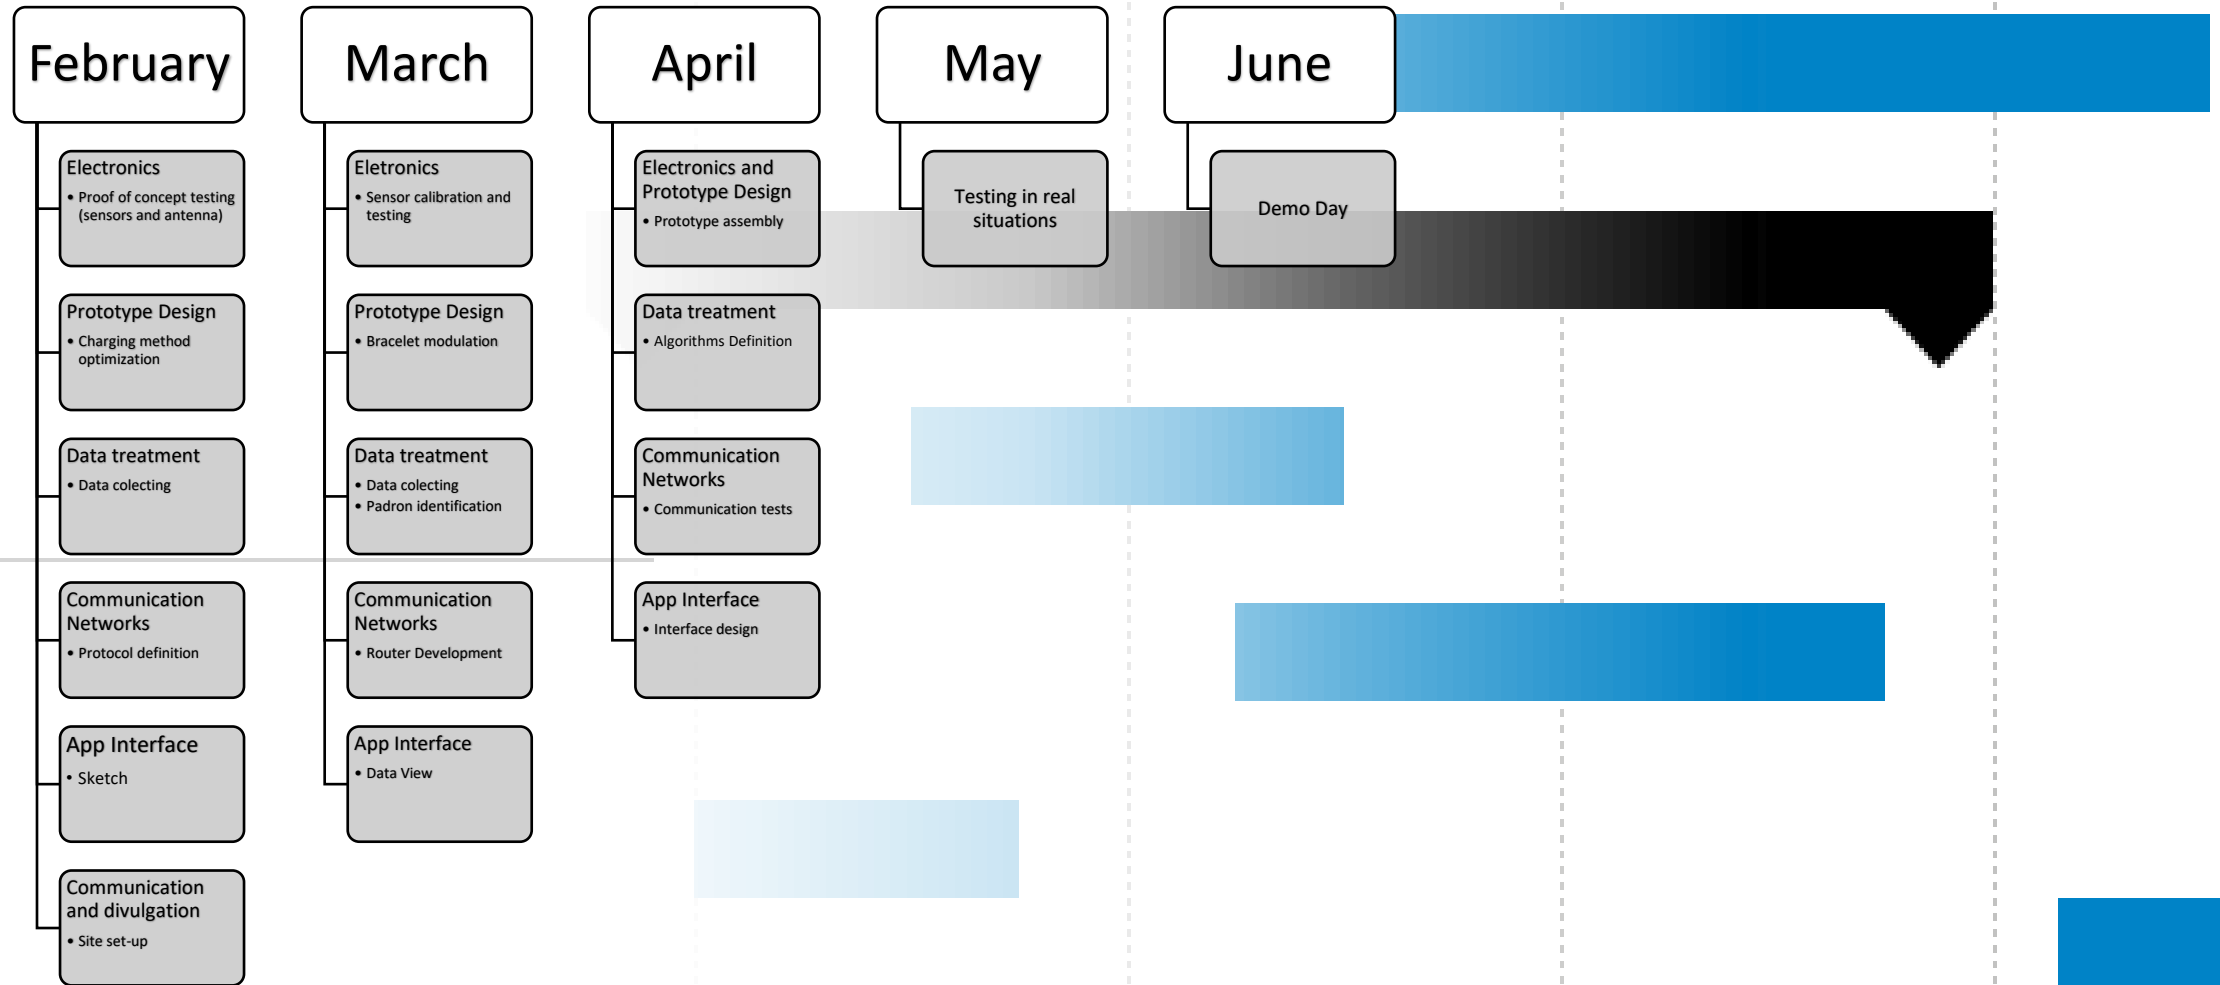 February
Electronics
• Proof of concept testing
(sensors and antenna)
Prototype Design
• Charging method
optimization
Data treatment
• Data colecting
Communication
Networks
• Protocol definition
App Interface
• Sketch
Communication
and divulgation
• Site set-up
March
Eletronics
• Sensor calibration and
testing
Prototype Design
• Bracelet modulation
Data treatment
• Data colecting
• Padron identification
Communication
Networks
• Router Development
App Interface
• Data View
April
Electronics and
Prototype Design
• Prototype assembly
Data treatment
• Algorithms Definition
Communication
Networks
• Communication tests
App Interface
• Interface design
May
Testing in real
situations
June
Demo Day